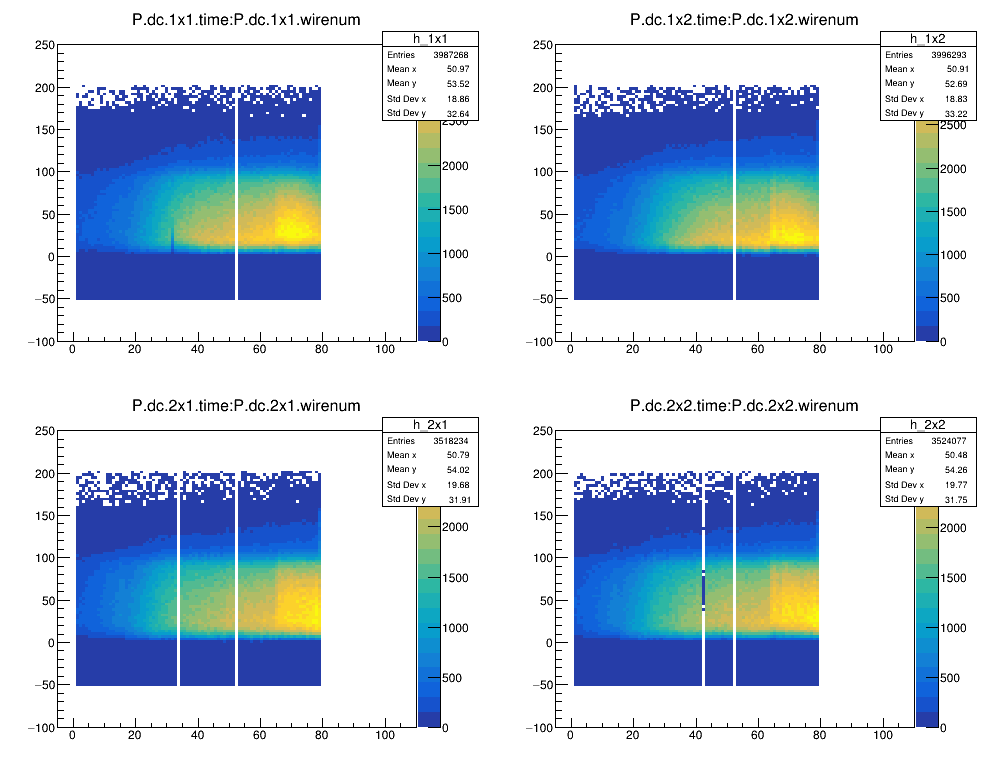 P.dc.1x1.time:P.dc.1x1.wirenum
h_1x1
Entries 3987268
Mean x 50.97
Mean y 53.52
Std Dev x 18.86
Std Dev y 32.64
250
200
150
100
50
0
−50
−100
0 20 40 60 80 100
2500
2000
1500
1000
500
0
P.dc.1x2.time:P.dc.1x2.wirenum
h_1x2
Entries 3996293
Mean x 50.91
Mean y 52.69
Std Dev x 18.83
Std Dev y 33.22
250
200
150
100
50
0
−50
−100
0 20 40 60 80 100
2500
2000
1500
1000
500
0
P.dc.2x1.time:P.dc.2x1.wirenum
h_2x1
Entries 3518234
Mean x 50.79
Mean y 54.02
Std Dev x 19.68
Std Dev y 31.91
250
200
150
100
50
0
−50
−100
0 20 40 60 80 100
2000
1500
1000
500
0
P.dc.2x2.time:P.dc.2x2.wirenum
h_2x2
Entries 3524077
Mean x 50.48
Mean y 54.26
Std Dev x 19.77
Std Dev y 31.75
250
200
150
100
50
0
−50
−100
0 20 40 60 80 100
2000
1500
1000
500
0